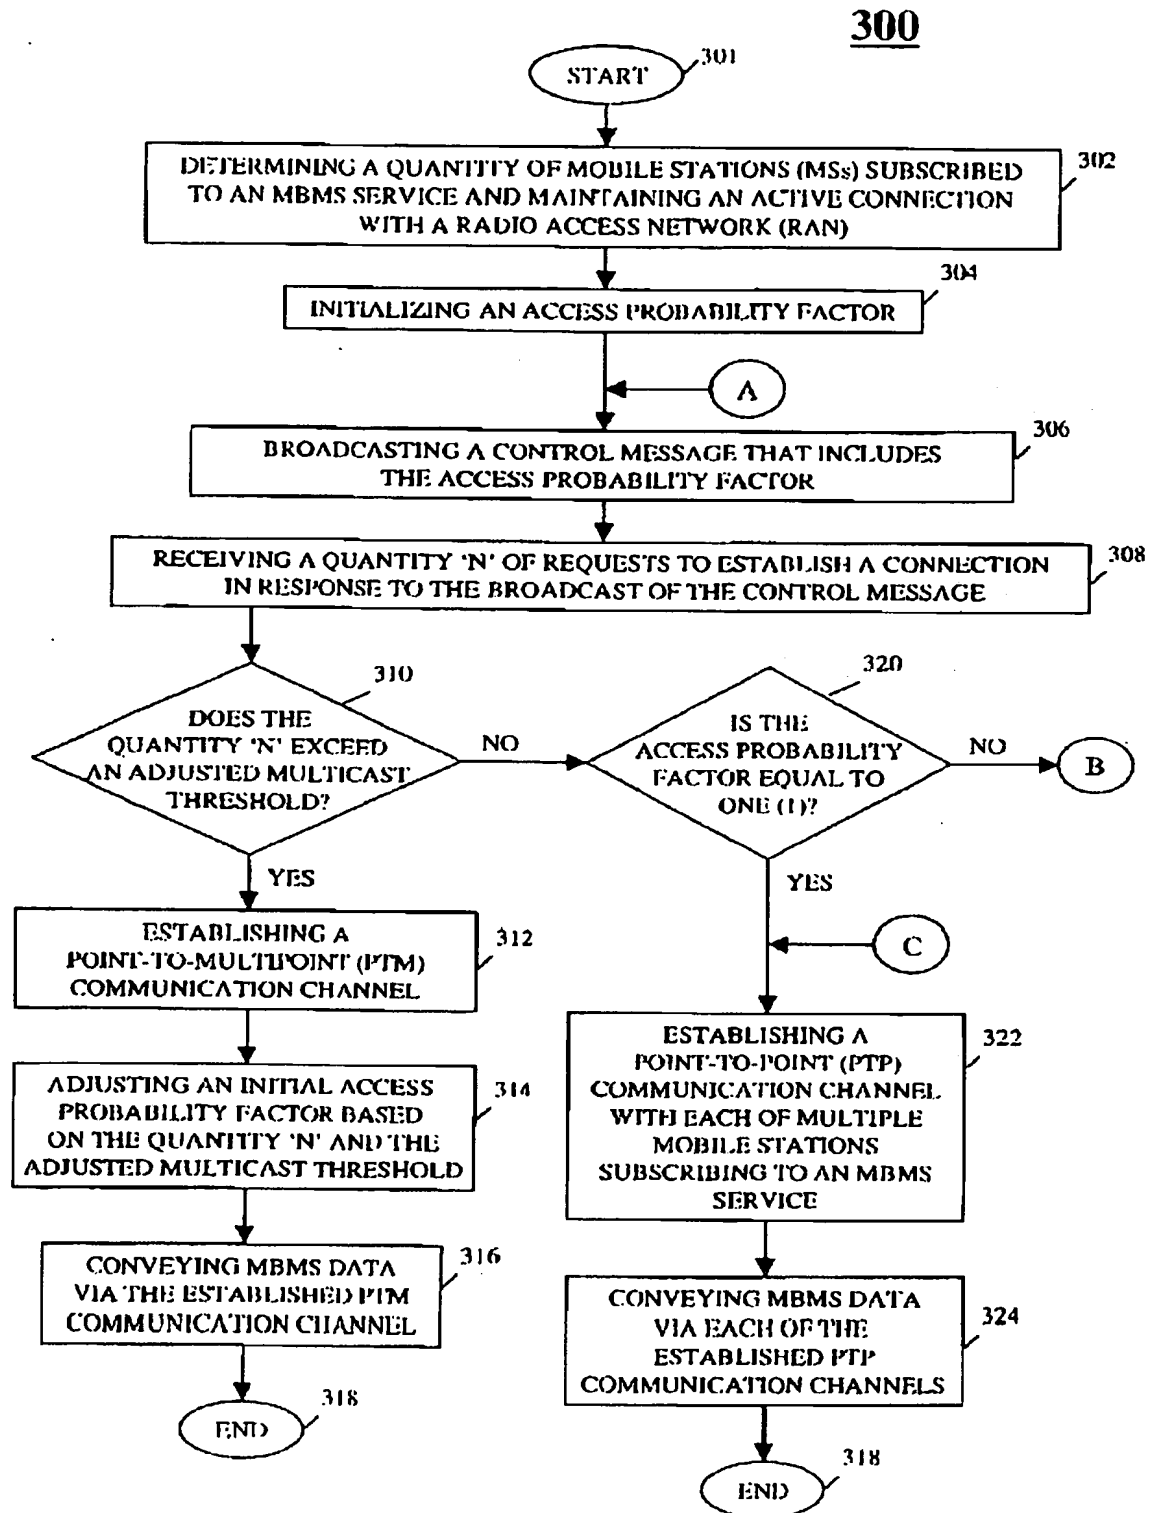 300
START
301
DETERMINING A QUANTITY OF MOBILE STATIONS (MSs) SUBSCRIBED
TO AN MBMS SERVICE AND MAINTAINING AN ACTIVE CONNECTION
WITH A RADIO ACCESS NETWORK (RAN)
302
304
INITIALIZING AN ACCESS PROBABILITY FACTOR
A
BROADCASTING A CONTROL MESSAGE THAT INCLUDES
THE ACCESS PROBABILITY FACTOR
306
RECEIVING A QUANTITY 'N' OF REQUESTS TO ESTABLISH A CONNECTION
IN RESPONSE TO THE BROADCAST OF THE CONTROL MESSAGE
308
310
DOES THE
QUANTITY 'N' EXCEED
AN ADJUSTED MULTICAST
THRESHOLD?
NO
320
IS THE
ACCESS PROBABILITY
FACTOR EQUAL TO
ONE (1)?
NO
B
YES
YES
ESTABLISHING A
POINT-TO-MULTIPOINT (PTM)
COMMUNICATION CHANNEL
312
C
ADJUSTING AN INITIAL ACCESS
PROBABILITY FACTOR BASED
ON THE QUANTITY 'N' AND THE
ADJUSTED MULTICAST THRESHOLD
314
ESTABLISHING A
POINT-TO-POINT (PTP)
COMMUNICATION CHANNEL
WITH EACH OF MULTIPLE
MOBILE STATIONS
SUBSCRIBING TO AN MBMS
SERVICE
322
CONVEYING MBMS DATA
VIA THE ESTABLISHED PTM
COMMUNICATION CHANNEL
316
CONVEYING MBMS DATA
VIA EACH OF THE
ESTABLISHED PTP
COMMUNICATION CHANNELS
324
END
318
END
318